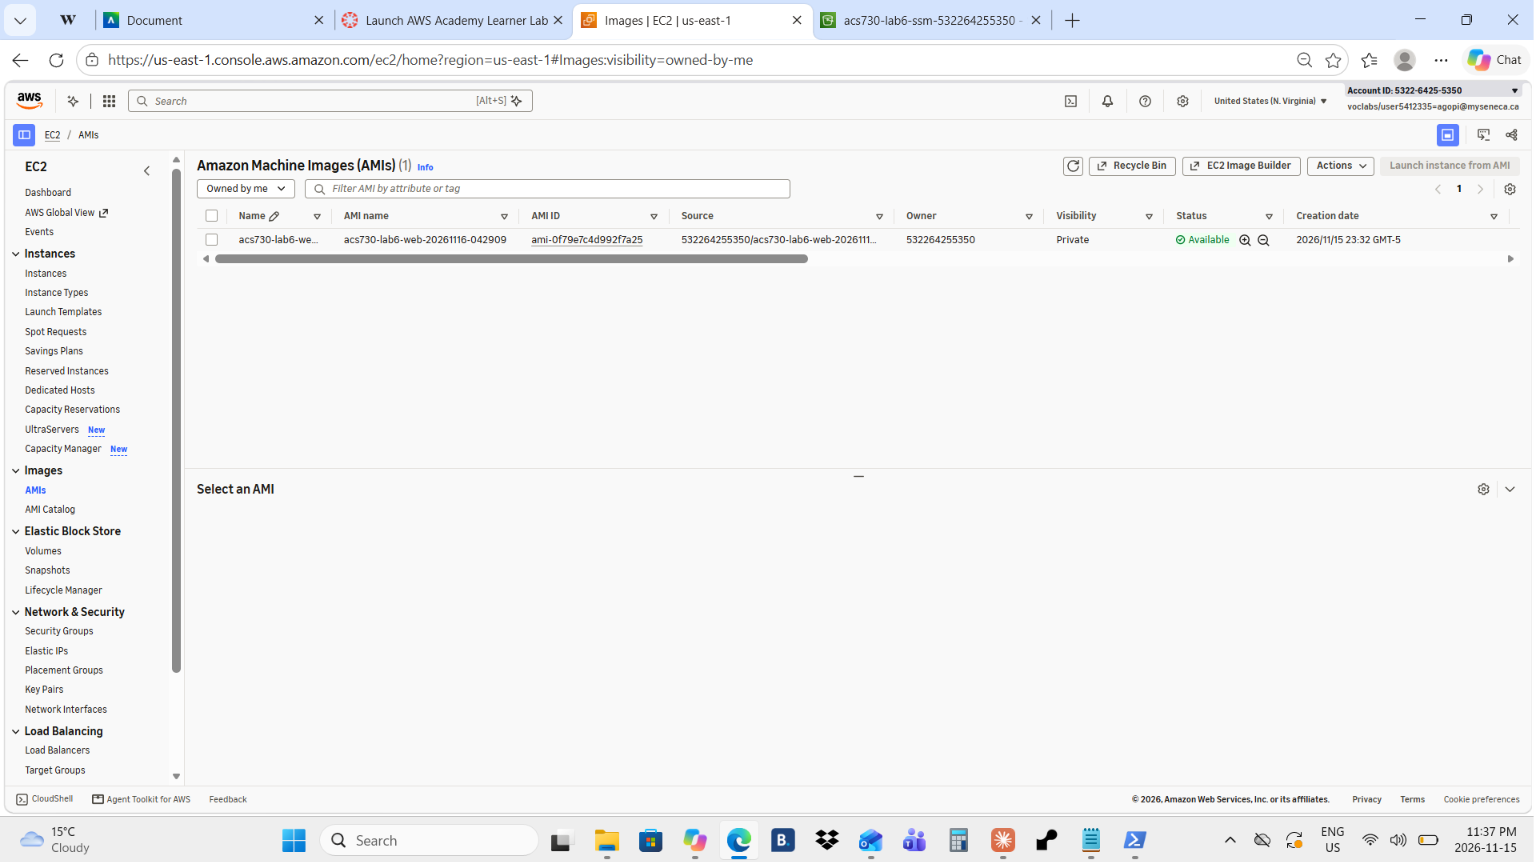 W
Document
Launch AWS Academy Learner Lab
Images | EC2 | us-east-1
acs730-lab6-ssm-532264255350 -
https://us-east-1.console.aws.amazon.com/ec2/home?region=us-east-1#Images:visibility=owned-by-me
Chat
aws
Search
[Alt+S]
United States (N. Virginia)
Account ID: 5322-6425-5350
voclabs/user5412335=agopi@myseneca.ca
EC2 / AMIs
EC2
Dashboard
AWS Global View
Events
Instances
Instances
Instance Types
Launch Templates
Spot Requests
Savings Plans
Reserved Instances
Dedicated Hosts
Capacity Reservations
UltraServers New
Capacity Manager New
Images
AMIs
AMI Catalog
Elastic Block Store
Volumes
Snapshots
Lifecycle Manager
Network & Security
Security Groups
Elastic IPs
Placement Groups
Key Pairs
Network Interfaces
Load Balancing
Load Balancers
Target Groups
Amazon Machine Images (AMIs) (1) Info
Recycle Bin
EC2 Image Builder
Actions
Launch instance from AMI
Owned by me
Filter AMI by attribute or tag
1
Name AMI name AMI ID Source Owner Visibility Status Creation date
acs730-lab6-we... acs730-lab6-web-20261116-042909 ami-0f79e7c4d992f7a25 532264255350/acs730-lab6-web-2026111... 532264255350 Private Available 2026/11/15 23:32 GMT-5
Select an AMI
CloudShell
Agent Toolkit for AWS
Feedback
© 2026, Amazon Web Services, Inc. or its affiliates.
Privacy
Terms
Cookie preferences
15°C
Cloudy
Search
B.
ENG
US
11:37 PM
2026-11-15